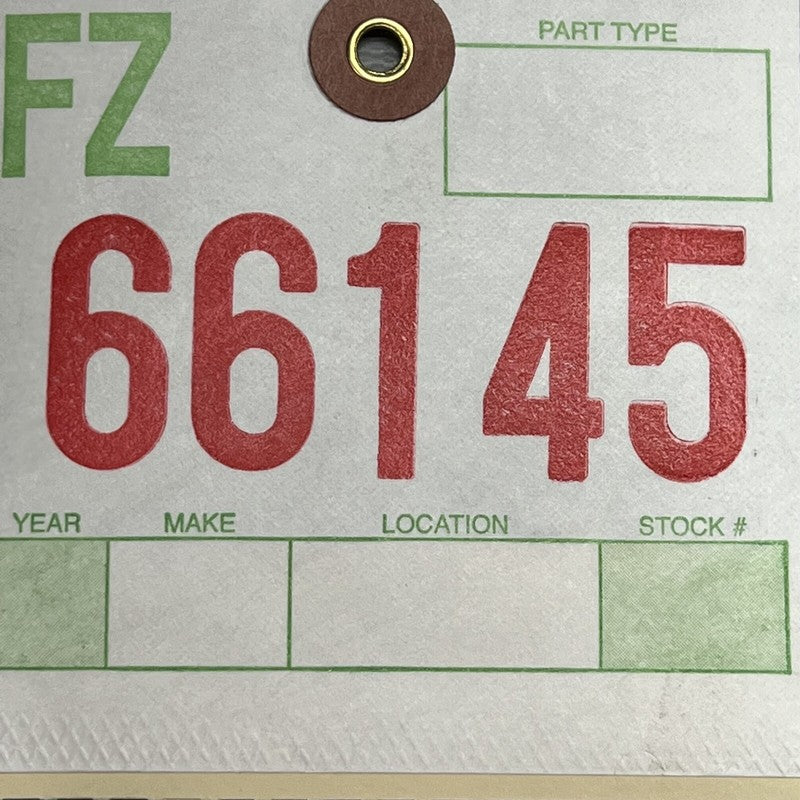 FZ
PART TYPE
66145
YEAR MAKE LOCATION STOCK #